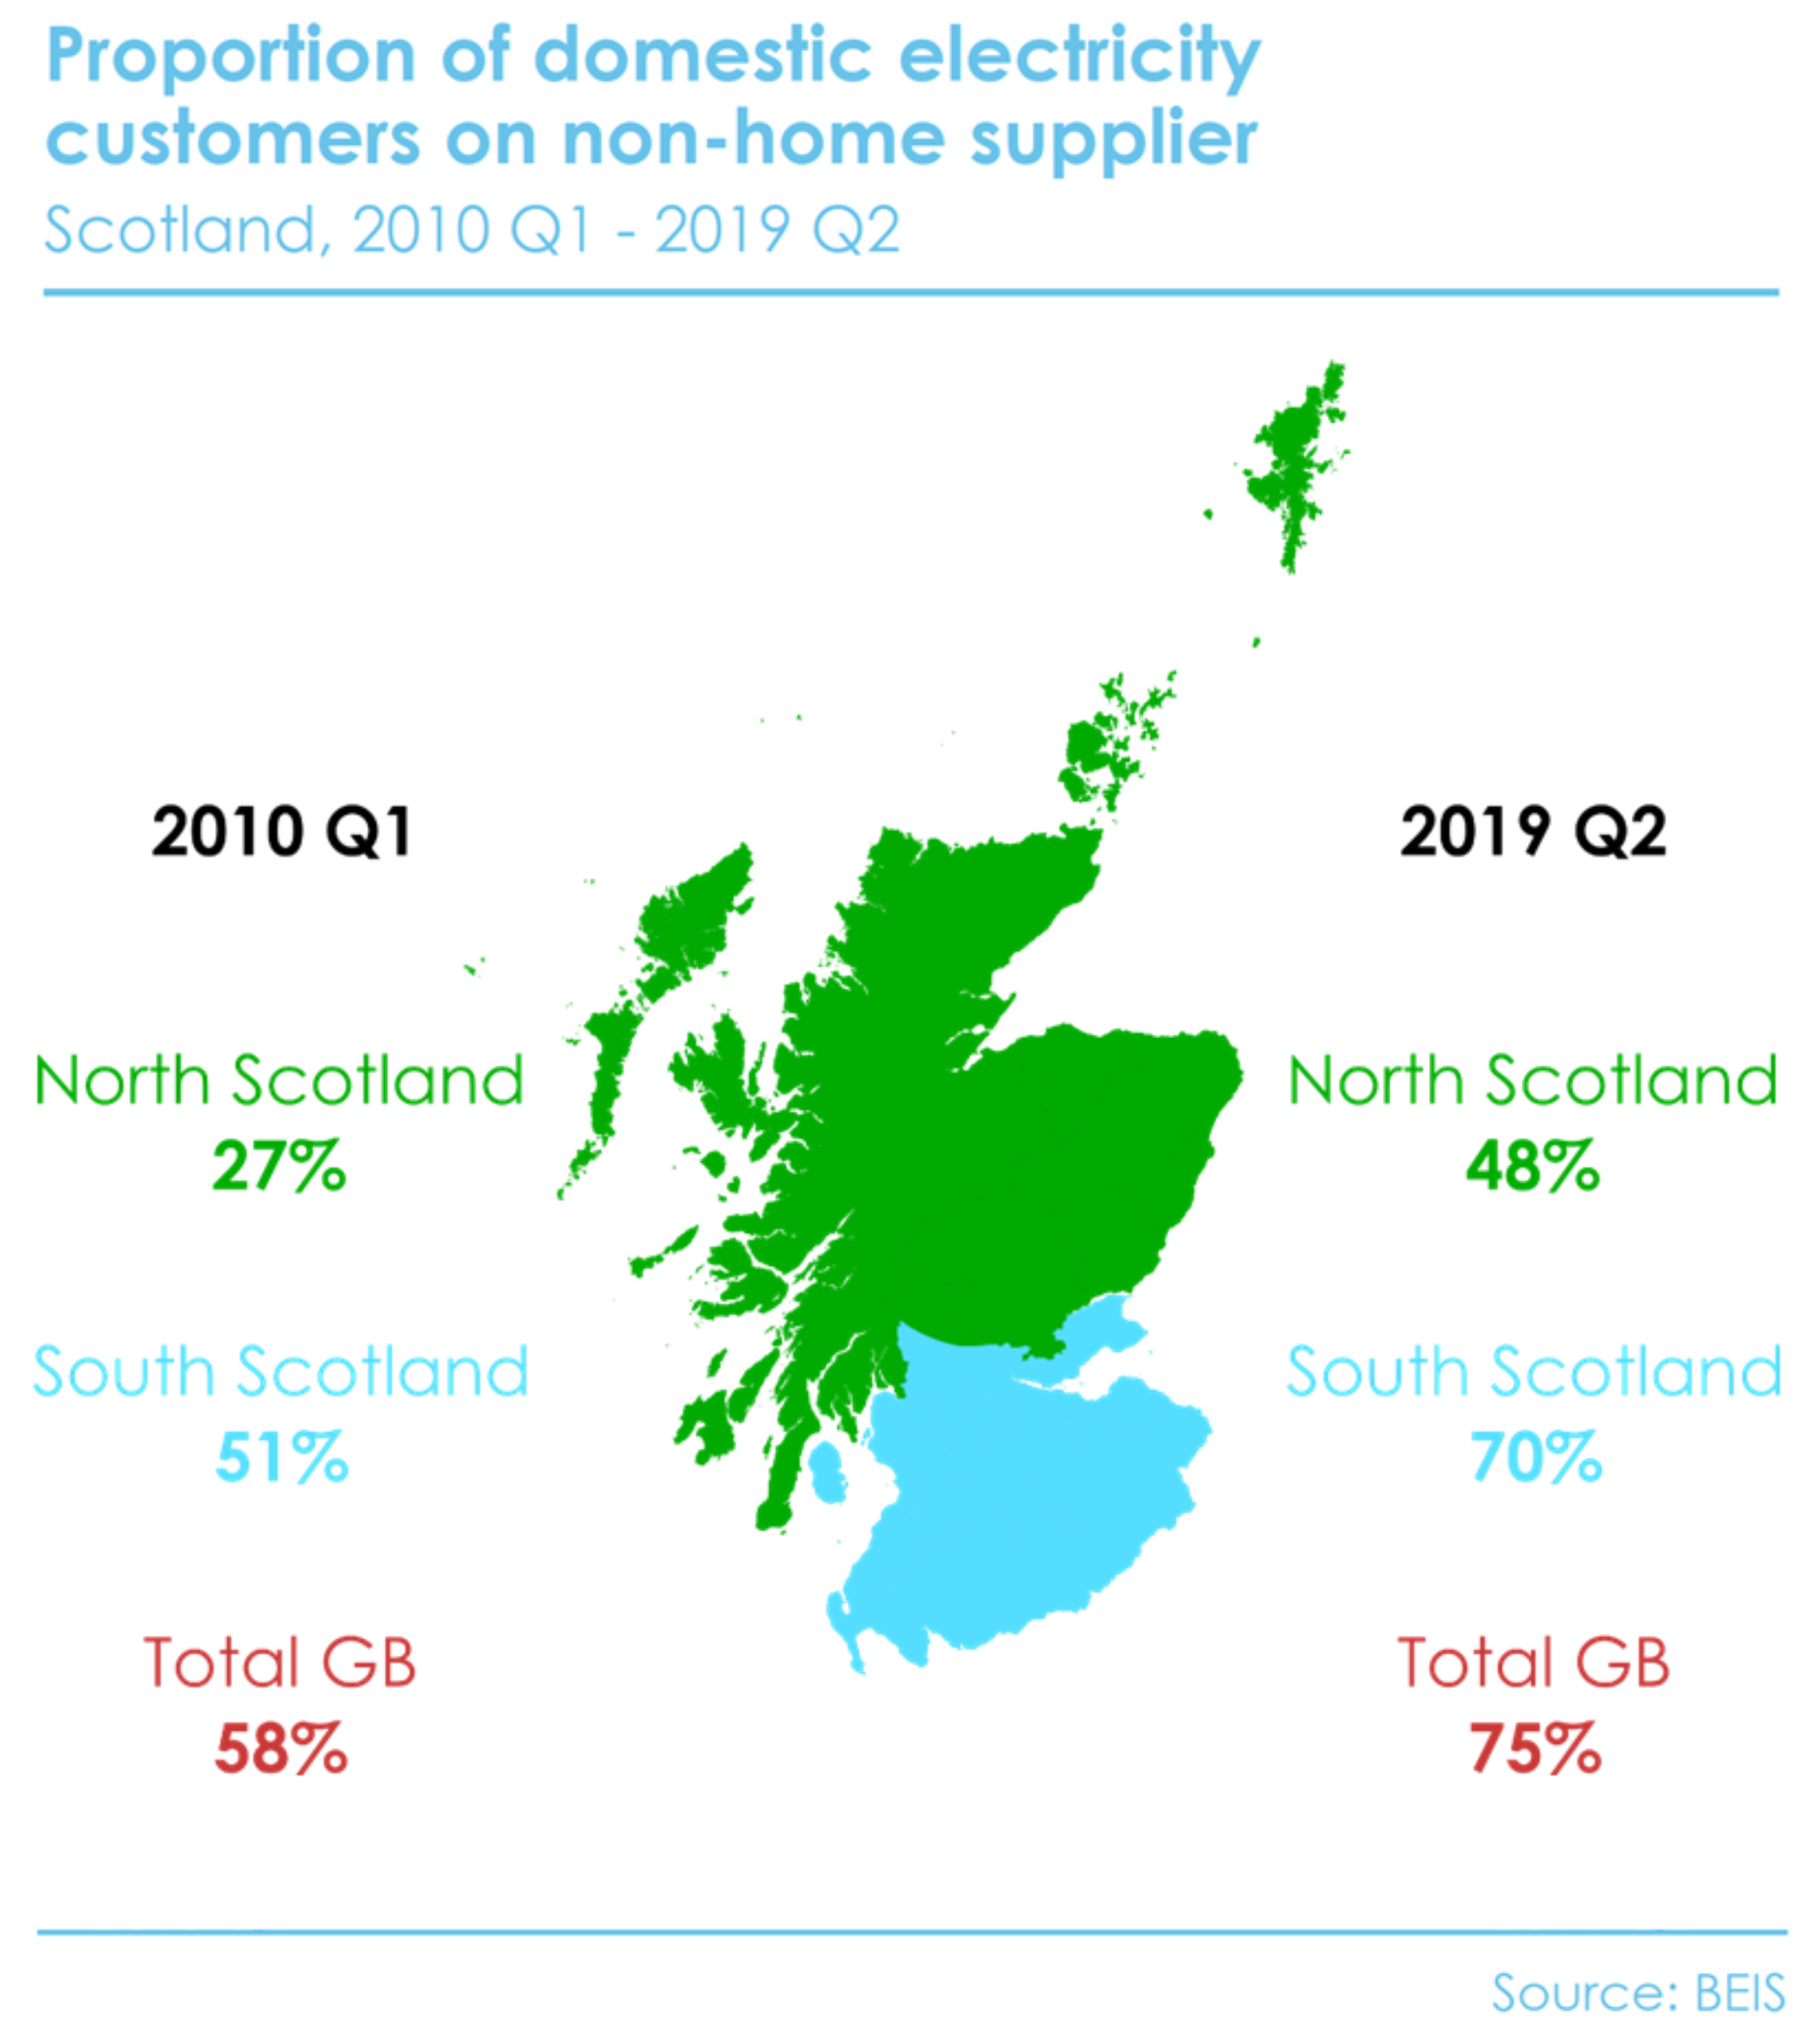 Proportion of domestic electricity
customers on non-home supplier
Scotland, 2010 Q1 - 2019 Q2
2010 Q1
North Scotland
27%
South Scotland
51%
Total GB
58%
2019 Q2
North Scotland
48%
South Scotland
70%
Total GB
75%
Source: BEIS